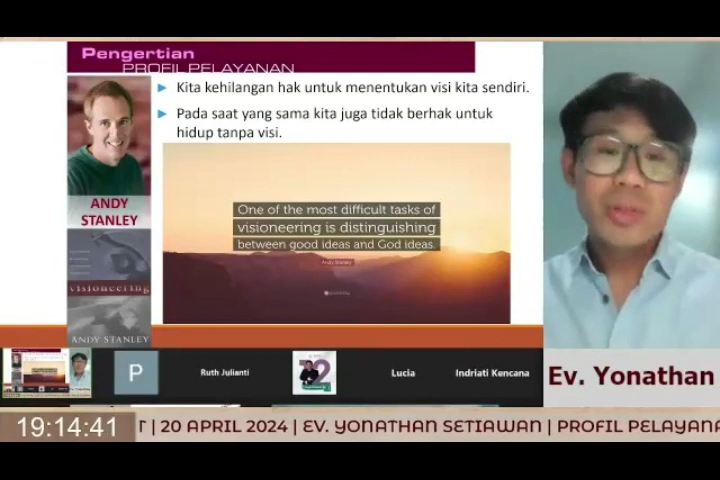 Pengertian
PROFIL PELAYANAN
Kita kehilangan hak untuk menentukan visi kita sendiri.
Pada saat yang sama kita juga tidak berhak untuk
hidup tanpa visi.
ANDY
STANLEY
One of the most difficult tasks of
visioneering is distinguishing
between good ideas and God ideas.
Andy Stanley
visioneering
ANDY STANLEY
P
Ruth Julianti
Lucia
Indriati Kencana
Ev. Yonathan
19:14:41
T | 20 APRIL 2024 | EV. YONATHAN SETIAWAN | PROFIL PELAYANA